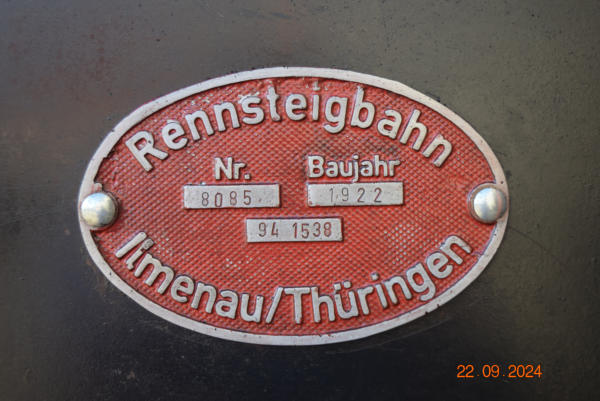 Rennsteigbahn
Nr. Baujahr
8085 1922
94 1538
Ilmenau/Thüringen
22.09.2024